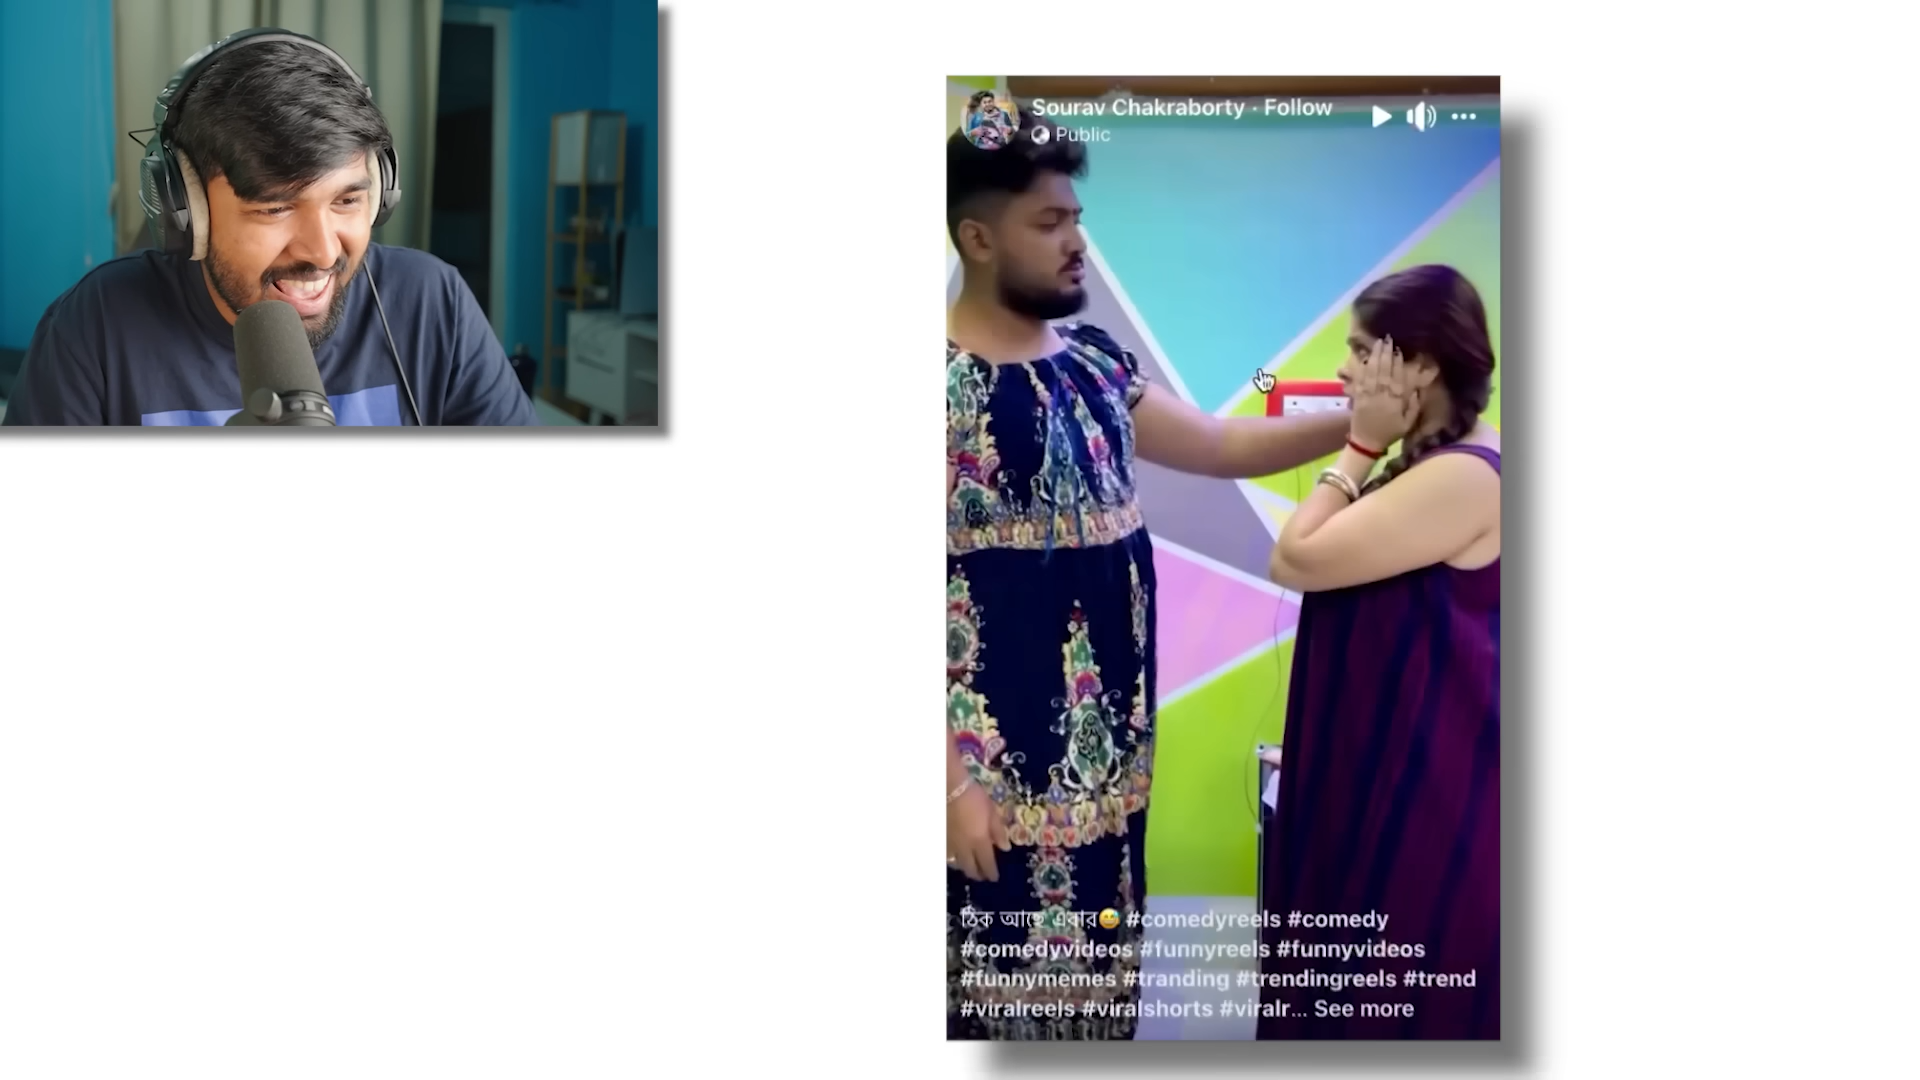 Sourav Chakraborty · Follow
Public
ঠিক আছে এবার😅 #comedyreels #comedy
#comedyvideos #funnyreels #funnyvideos
#funnymemes #tranding #trendingreels #trend
#viralreels #viralshorts #viralr... See more